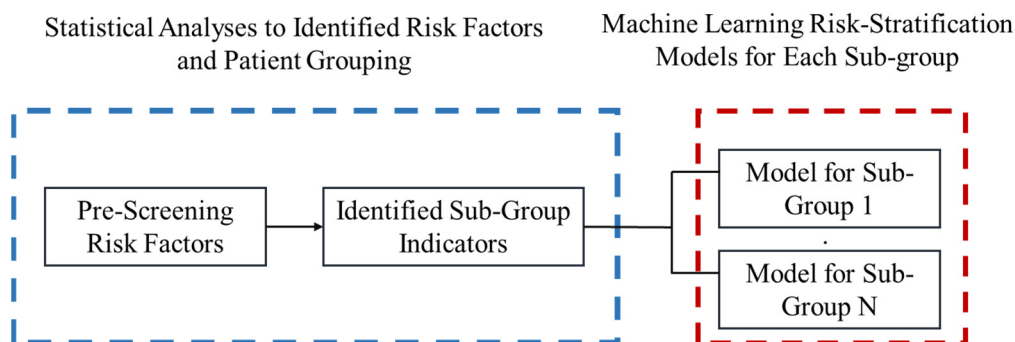 Statistical Analyses to Identified Risk Factors
and Patient Grouping
Machine Learning Risk-Stratification
Models for Each Sub-group
Pre-Screening
Risk Factors
Identified Sub-Group
Indicators
Model for Sub-
Group 1
.
Model for Sub-
Group N